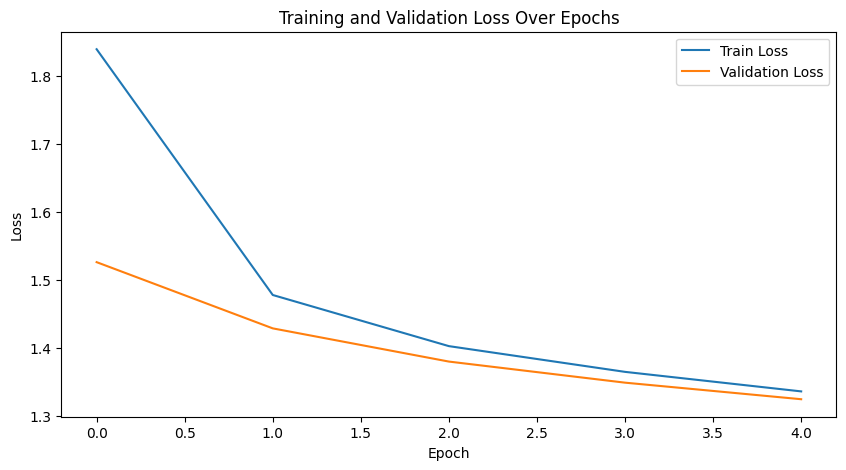 Training and Validation Loss Over Epochs
Train Loss
Validation Loss
1.8
1.7
1.6
1.5
1.4
1.3
Loss
0.0 0.5 1.0 1.5 2.0 2.5 3.0 3.5 4.0
Epoch